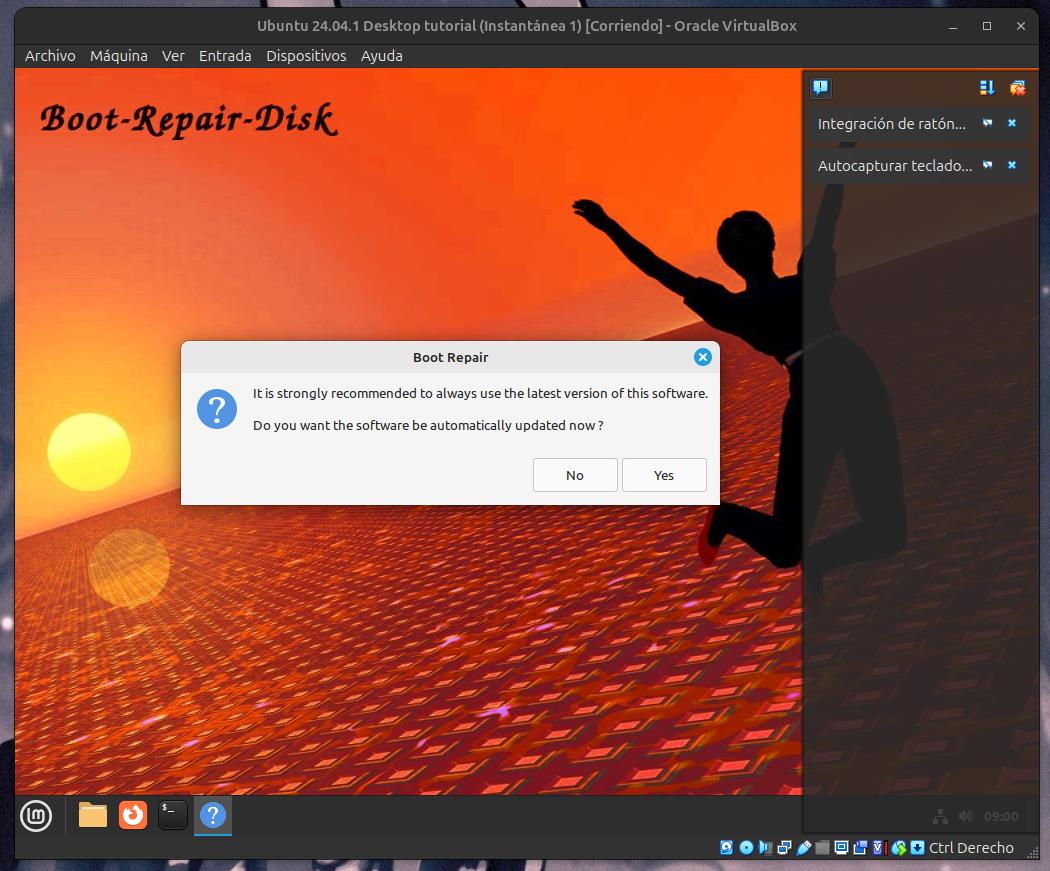 Ubuntu 24.04.1 Desktop tutorial (Instantánea 1) [Corriendo] - Oracle VirtualBox
Archivo Máquina Ver Entrada Dispositivos Ayuda
Boot-Repair-Disk
Integración de ratón...
Autocapturar teclado...
Boot Repair
It is strongly recommended to always use the latest version of this software.
Do you want the software be automatically updated now ?
No Yes
09:00
Ctrl Derecho